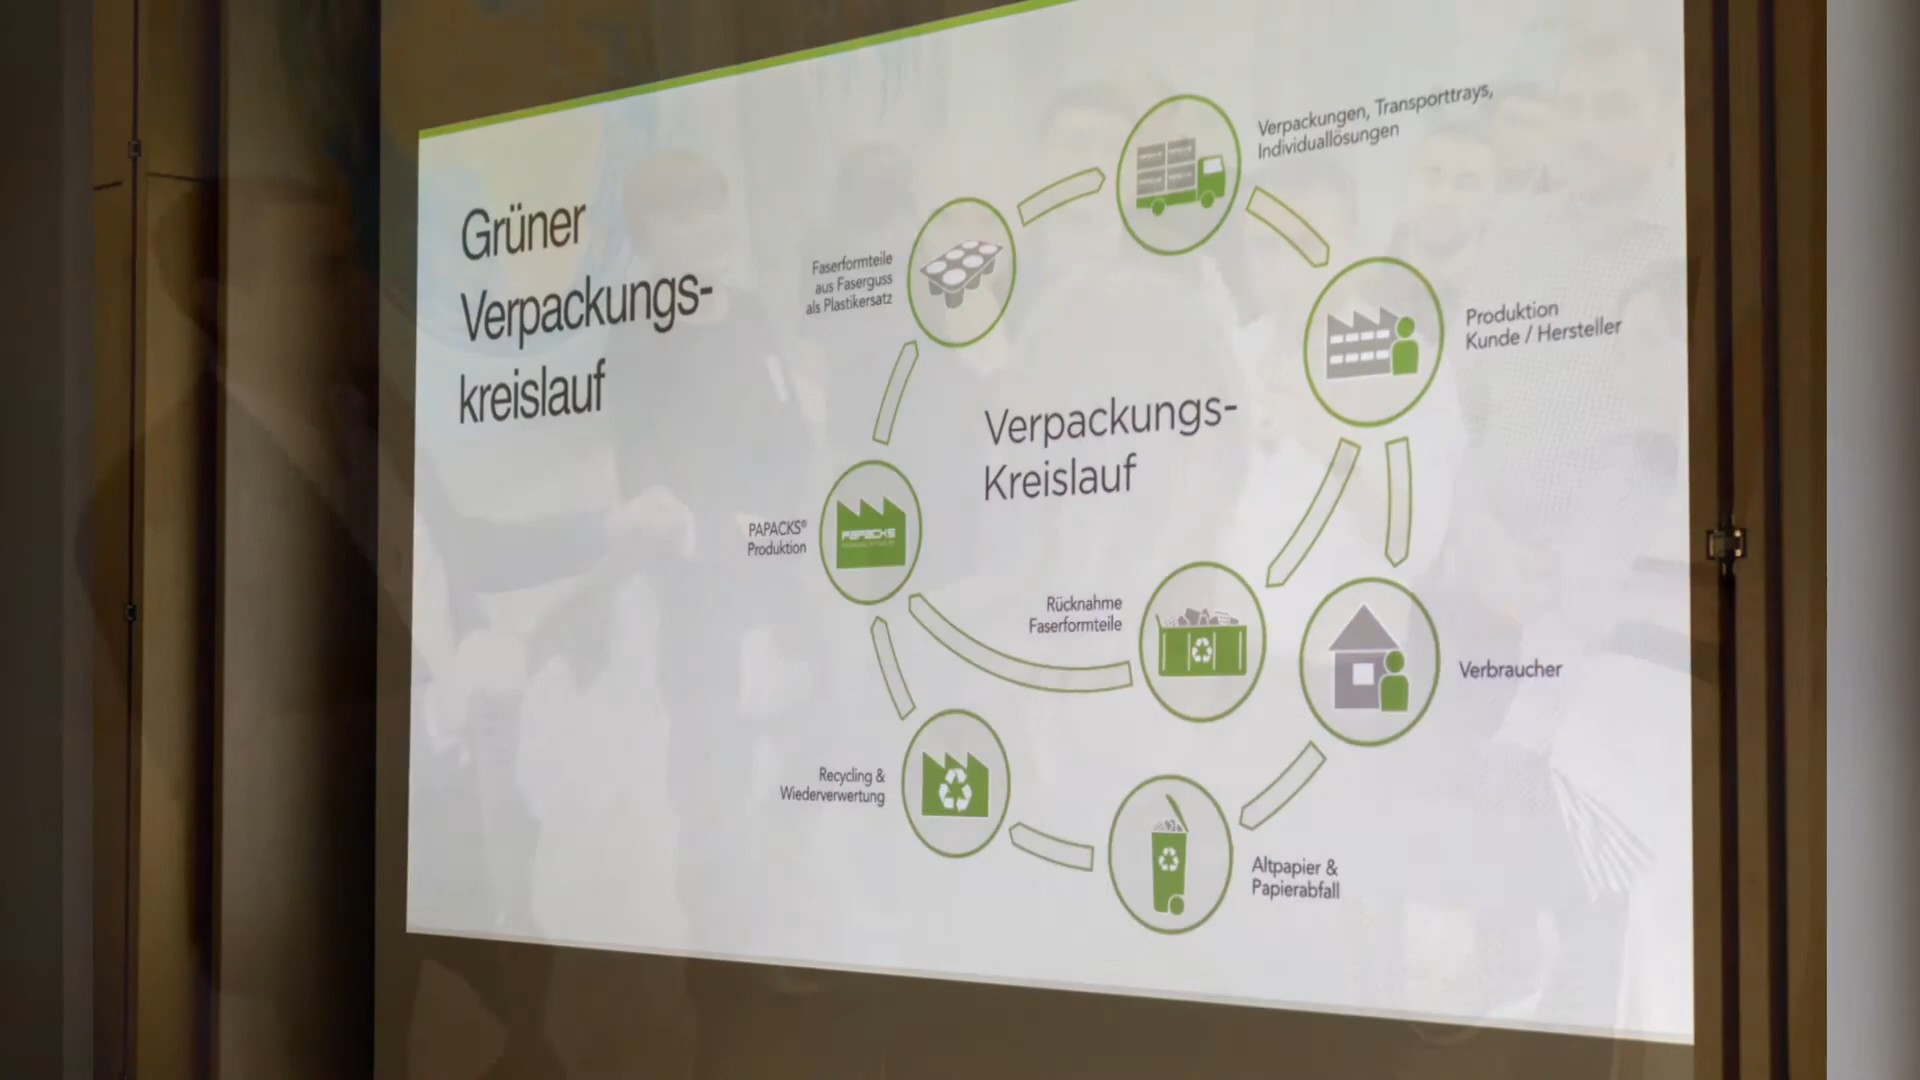 Grüner
Verpackungs-
kreislauf
Verpackungen, Transporttrays,
Individuallösungen
Faserformteile
aus Faserguss
als Plastikersatz
Produktion
Kunde / Hersteller
Verpackungs-
Kreislauf
PAPACKS®
Produktion
PAPACKS
Rücknahme
Faserformteile
Verbraucher
Recycling &
Wiederverwertung
Altpapier &
Papierabfall